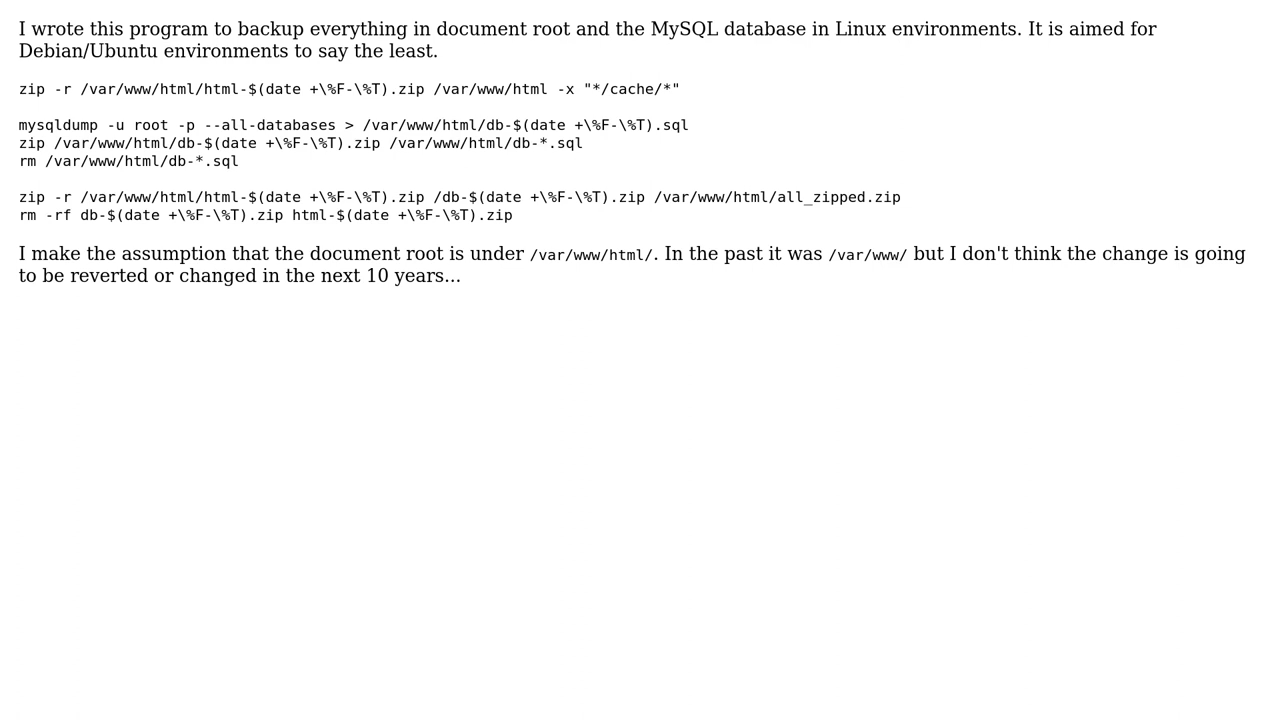 I wrote this program to backup everything in document root and the MySQL database in Linux environments. It is aimed for
Debian/Ubuntu environments to say the least.
zip -r /var/www/html/html-$(date +\%F-\%T).zip /var/www/html -x "*/cache/*"
mysqldump -u root -p --all-databases > /var/www/html/db-$(date +\%F-\%T).sql
zip /var/www/html/db-$(date +\%F-\%T).zip /var/www/html/db-*.sql
rm /var/www/html/db-*.sql
zip -r /var/www/html/html-$(date +\%F-\%T).zip /db-$(date +\%F-\%T).zip /var/www/html/all_zipped.zip
rm -rf db-$(date +\%F-\%T).zip html-$(date +\%F-\%T).zip
I make the assumption that the document root is under /var/www/html/. In the past it was /var/www/ but I don't think the change is going
to be reverted or changed in the next 10 years...